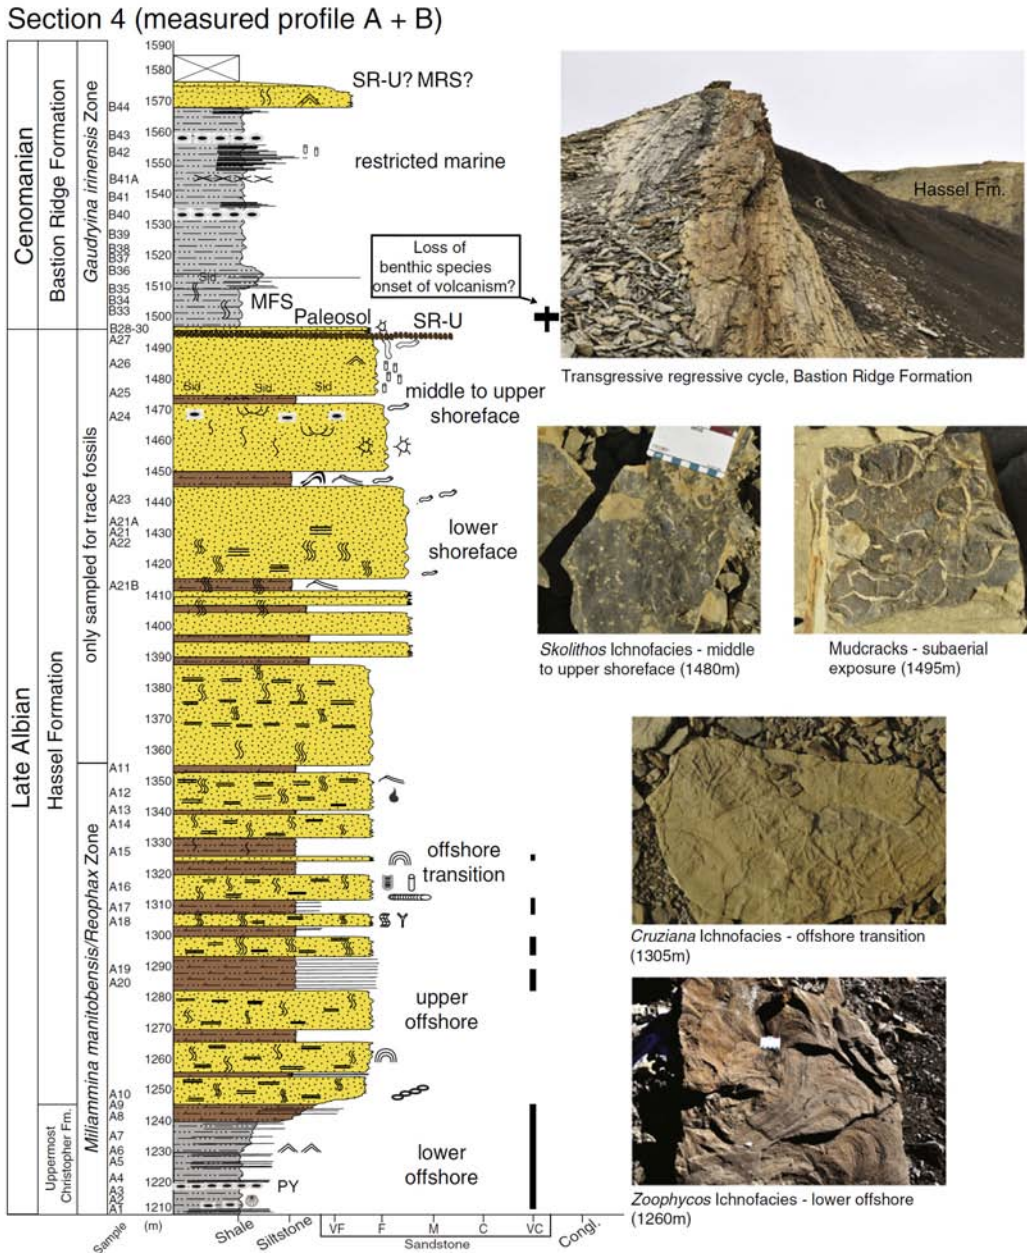 Section 4 (measured profile A + B)
Cenomanian
Late Albian
Bastion Ridge Formation
Hassel Formation
Uppermost
Christopher Fm.
Gaudryina irinensis Zone
only sampled for trace fossils
Miliammina manitobensis/Reophax Zone
B44
B43
B42
B41A
B41
B40
B39
B38
B37
B36
B35
B34
B33
B28-30
A27
A26
A25
A24
A23
A21A
A21
A22
A21B
A11
A12
A13
A14
A15
A16
A17
A18
A19
A20
A10
A9
A8
A7
A6
A5
A4
A3
A2
A1
Sample
1590
1580
1570
1560
1550
1540
1530
1520
1510
1500
1490
1480
1470
1460
1450
1440
1430
1420
1410
1400
1390
1380
1370
1360
1350
1340
1330
1320
1310
1300
1290
1280
1270
1260
1250
1240
1230
1220
1210
(m)
SR-U? MRS?
restricted marine
Loss of
benthic species
onset of volcanism?
Sid
MFS
Paleosol
SR-U
Sid
Sid
Sid
middle to upper
shoreface
lower
shoreface
offshore
transition
upper
offshore
lower
offshore
PY
Shale
Siltstone
VF
F
M
C
VC
Congl.
Sandstone
Hassel Fm.
Transgressive regressive cycle, Bastion Ridge Formation
Skolithos Ichnofacies - middle
to upper shoreface (1480m)
Mudcracks - subaerial
exposure (1495m)
Cruziana Ichnofacies - offshore transition
(1305m)
Zoophycos Ichnofacies - lower offshore
(1260m)